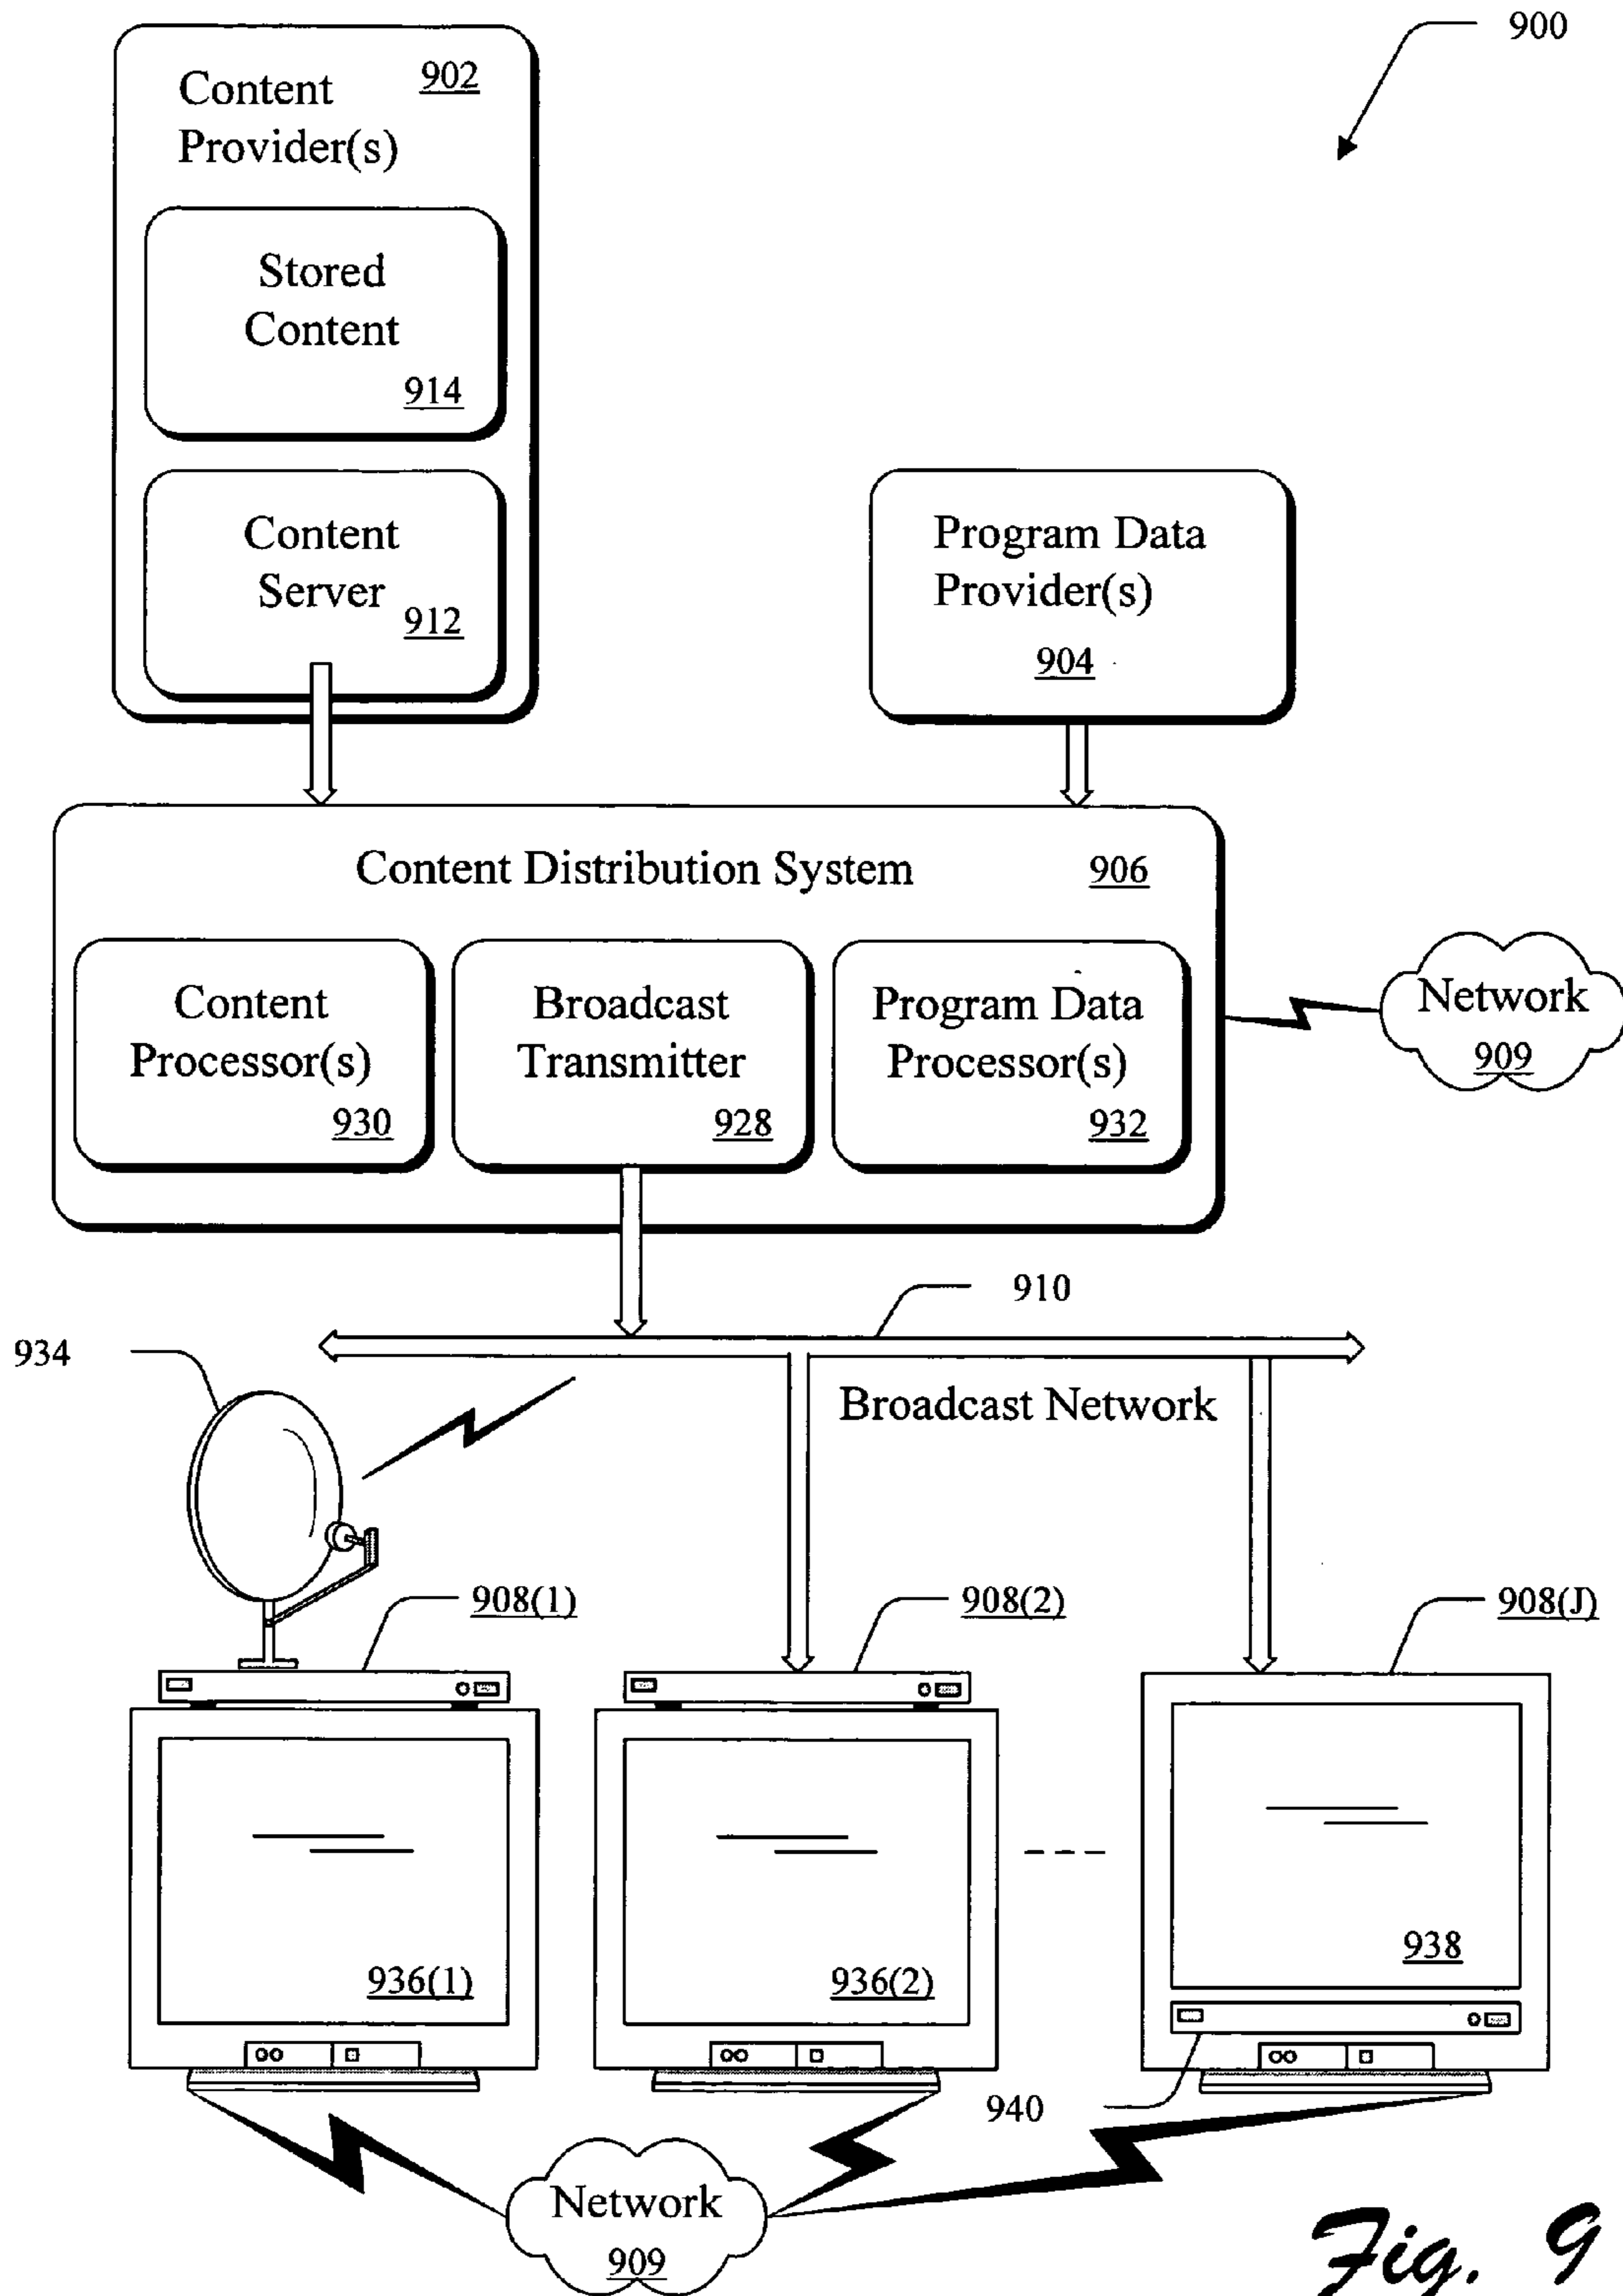 900
Content
Provider(s)
902
Stored
Content
914
Content
Server
912
Program Data
Provider(s)
904
Content Distribution System
906
Content
Processor(s)
930
Broadcast
Transmitter
928
Program Data
Processor(s)
932
Network
909
910
934
Broadcast Network
908(1)
908(2)
908(J)
936(1)
936(2)
938
940
Network
909
Fig. 9